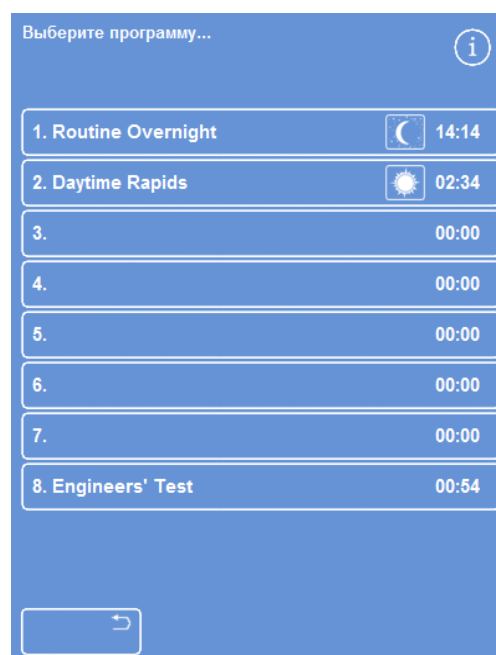 Выберите программу...
i
1. Routine Overnight 14:14
2. Daytime Rapids 02:34
3. 00:00
4. 00:00
5. 00:00
6. 00:00
7. 00:00
8. Engineers' Test 00:54